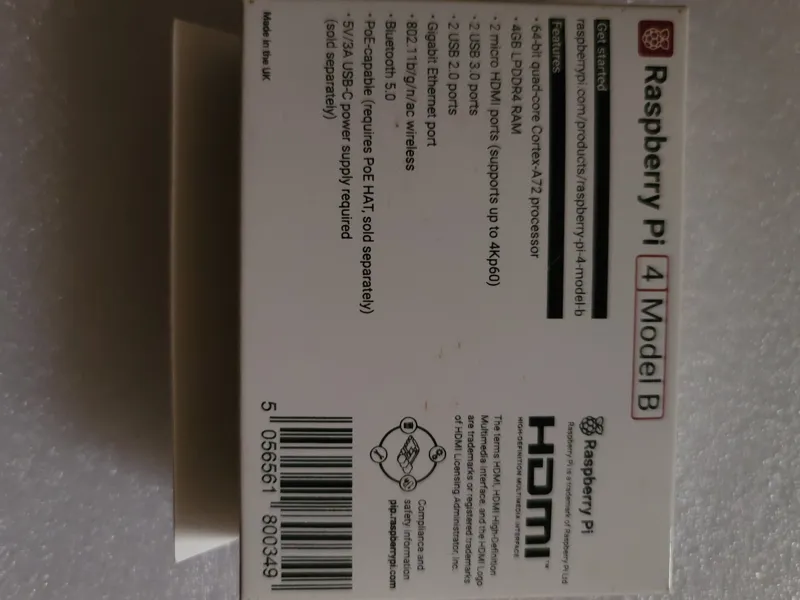 Raspberry Pi 4 Model B
Get started
raspberrypi.com/products/raspberry-pi-4-model-b
Features
• 64-bit quad-core Cortex-A72 processor
• 4GB LPDDR4 RAM
• 2 micro HDMI ports (supports up to 4Kp60)
• 2 USB 3.0 ports
• 2 USB 2.0 ports
• Gigabit Ethernet port
• 802.11b/g/n/ac wireless
• Bluetooth 5.0
• PoE-capable (requires PoE HAT, sold separately)
• 5V/3A USB-C power supply required
(sold separately)
Made in the UK
Raspberry Pi
Raspberry Pi is a trademark of Raspberry Pi Ltd
HDMI™
HIGH-DEFINITION MULTIMEDIA INTERFACE
The terms HDMI, HDMI High-Definition
Multimedia Interface, and the HDMI Logo
are trademarks or registered trademarks
of HDMI Licensing Administrator, Inc.
Compliance and
safety information
pip.raspberrypi.com
5 056561 800349